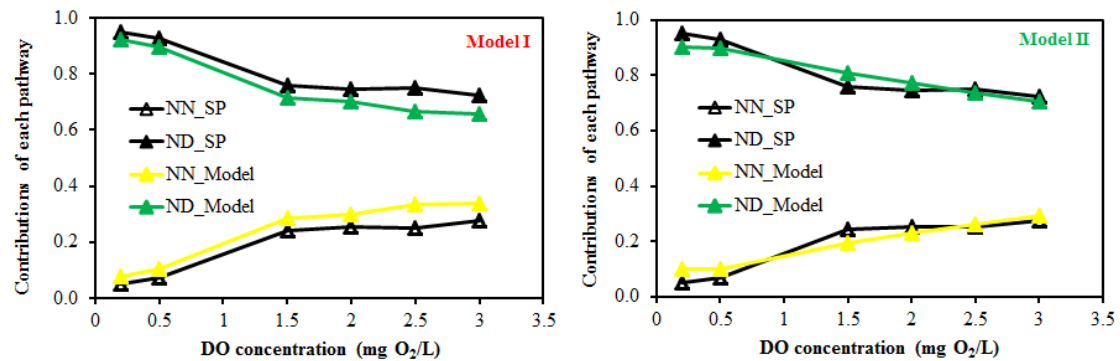 Model I
Contributions of each pathway
1.0
0.8
0.6
0.4
0.2
0.0
NN_SP
ND_SP
NN_Model
ND_Model
0 0.5 1 1.5 2 2.5 3 3.5
DO concentration (mg O₂/L)
Model II
Contributions of each pathway
1.0
0.8
0.6
0.4
0.2
0.0
NN_SP
ND_SP
NN_Model
ND_Model
0 0.5 1 1.5 2 2.5 3 3.5
DO concentration (mg O₂/L)